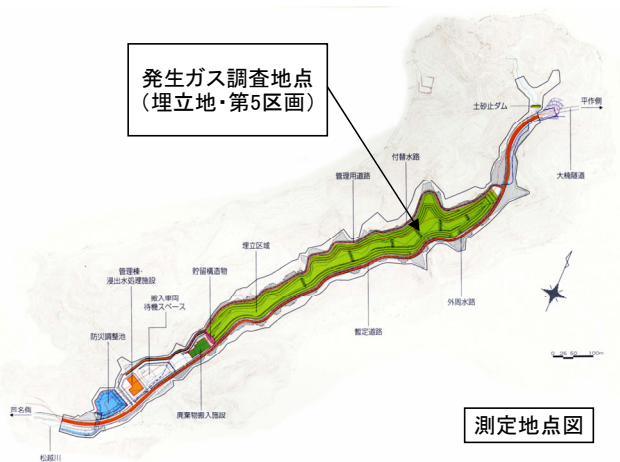 発生ガス調査地点
(埋立地・第5区画)
土砂止ダム
平作側
大楠隧道
付替水路
管理用道路
埋立区域
貯留構造物
管理棟・
浸出水処理施設
搬入車両
待機スペース
防災調整池
外周水路
暫定道路
廃棄物搬入施設
芦名側
松越川
0 25 50 100m
測定地点図